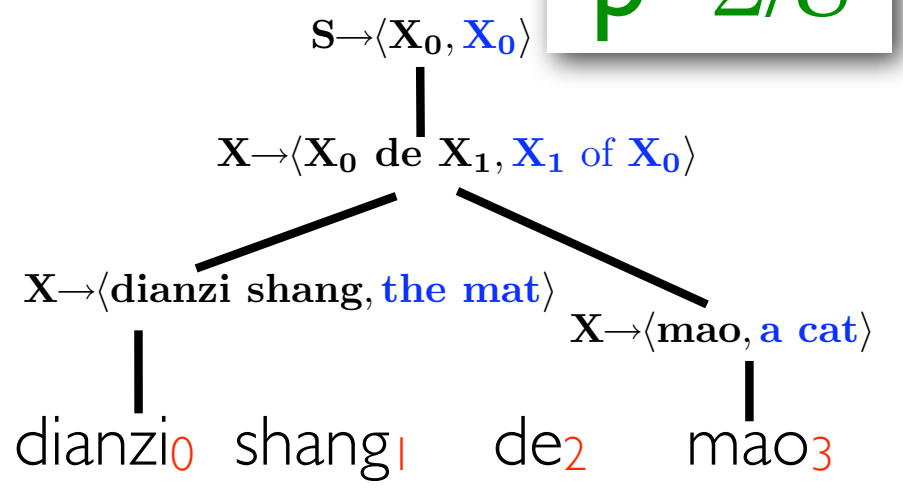 S→⟨X₀, X₀⟩
X→⟨X₀ de X₁, X₁ of X₀⟩
X→⟨dianzi shang, the mat⟩
X→⟨mao, a cat⟩
dianzi₀ shang₁ de₂ mao₃